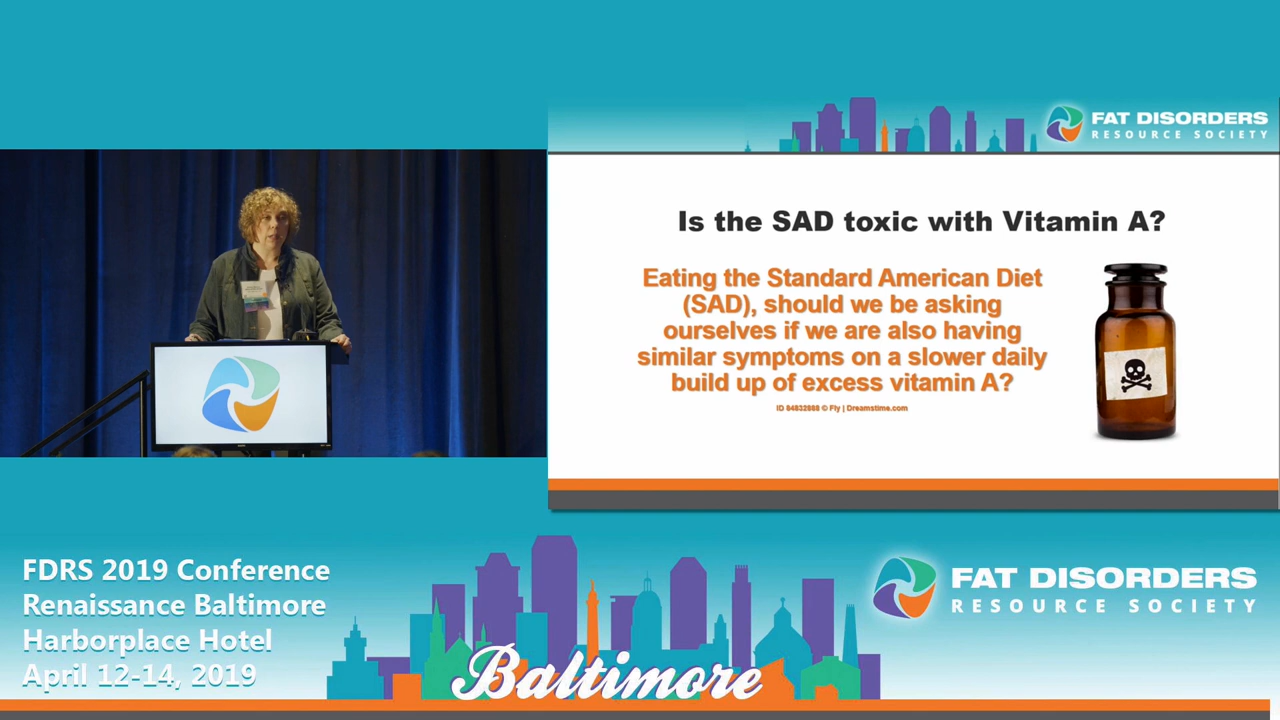 FAT DISORDERS
RESOURCE SOCIETY
Is the SAD toxic with Vitamin A?
Eating the Standard American Diet
(SAD), should we be asking
ourselves if we are also having
similar symptoms on a slower daily
build up of excess vitamin A?
ID 84832888 © Fly | Dreamstime.com
FDRS 2019 Conference
Renaissance Baltimore
Harborplace Hotel
April 12-14, 2019
Baltimore
FAT DISORDERS
RESOURCE SOCIETY